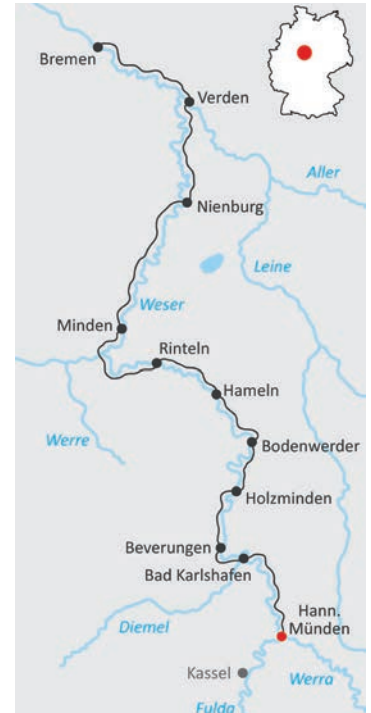 Bremen
Verden
Aller
Nienburg
Leine
Weser
Minden
Rinteln
Hameln
Werre
Bodenwerder
Holzminden
Beverungen
Bad Karlshafen
Hann.
Münden
Diemel
Kassel
Werra
Fulda